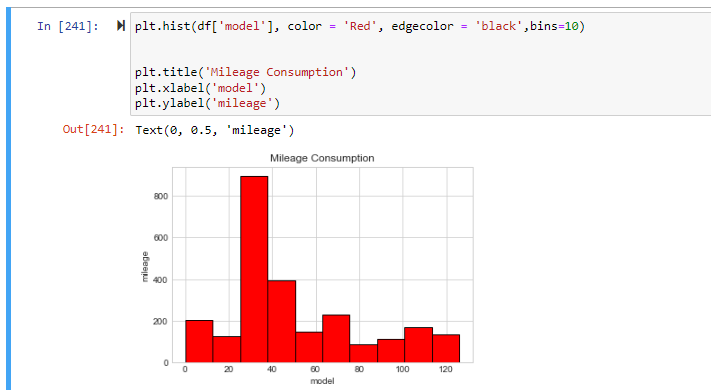 In [241]: plt.hist(df['model'], color = 'Red', edgecolor = 'black',bins=10)
plt.title('Mileage Consumption')
plt.xlabel('model')
plt.ylabel('mileage')
Out[241]: Text(0, 0.5, 'mileage')
Mileage Consumption
800
600
400
200
0
mileage
0 20 40 60 80 100 120
model